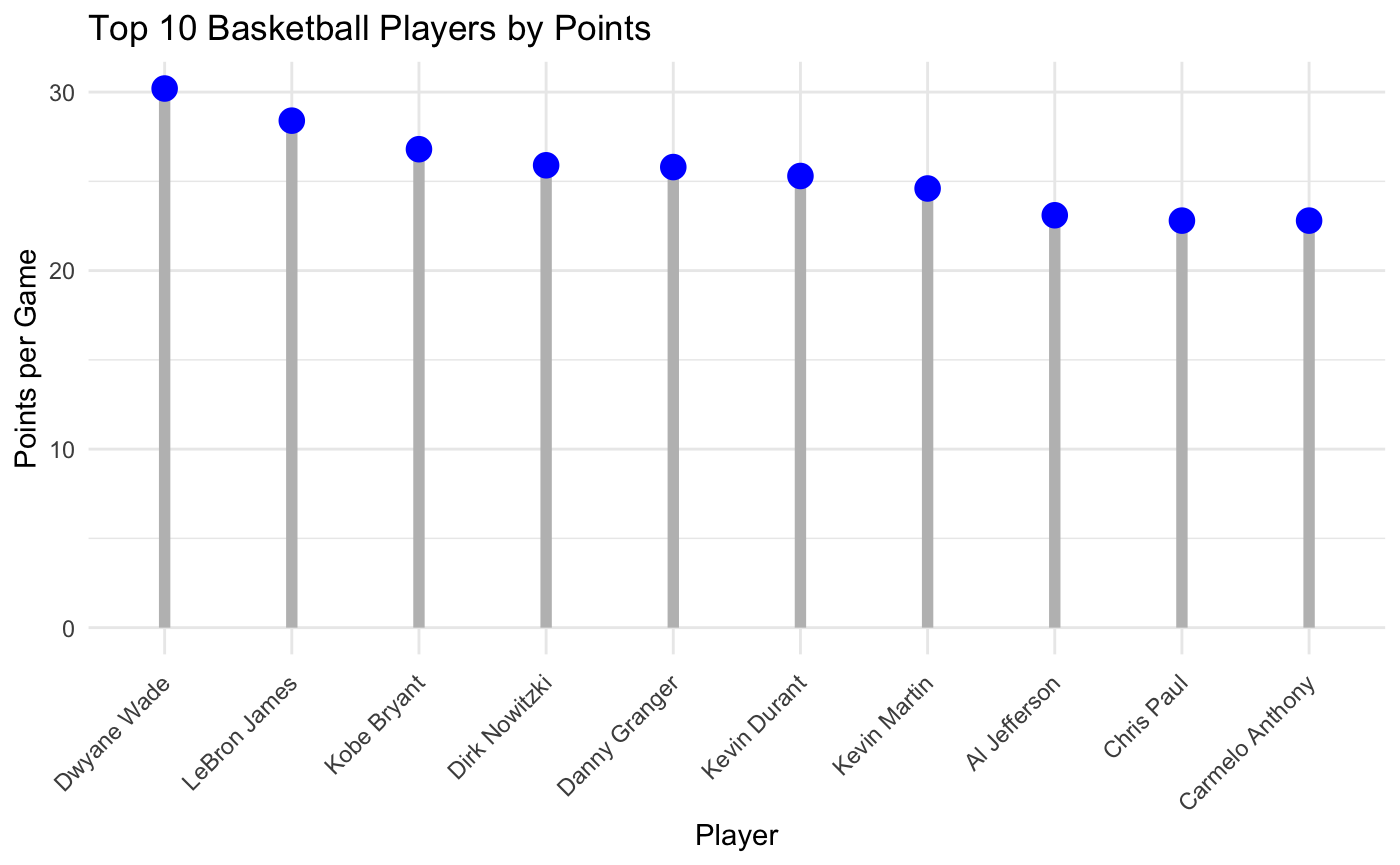 Top 10 Basketball Players by Points
Points per Game
30
20
10
0
Dwyane Wade
LeBron James
Kobe Bryant
Dirk Nowitzki
Danny Granger
Kevin Durant
Kevin Martin
Al Jefferson
Chris Paul
Carmelo Anthony
Player